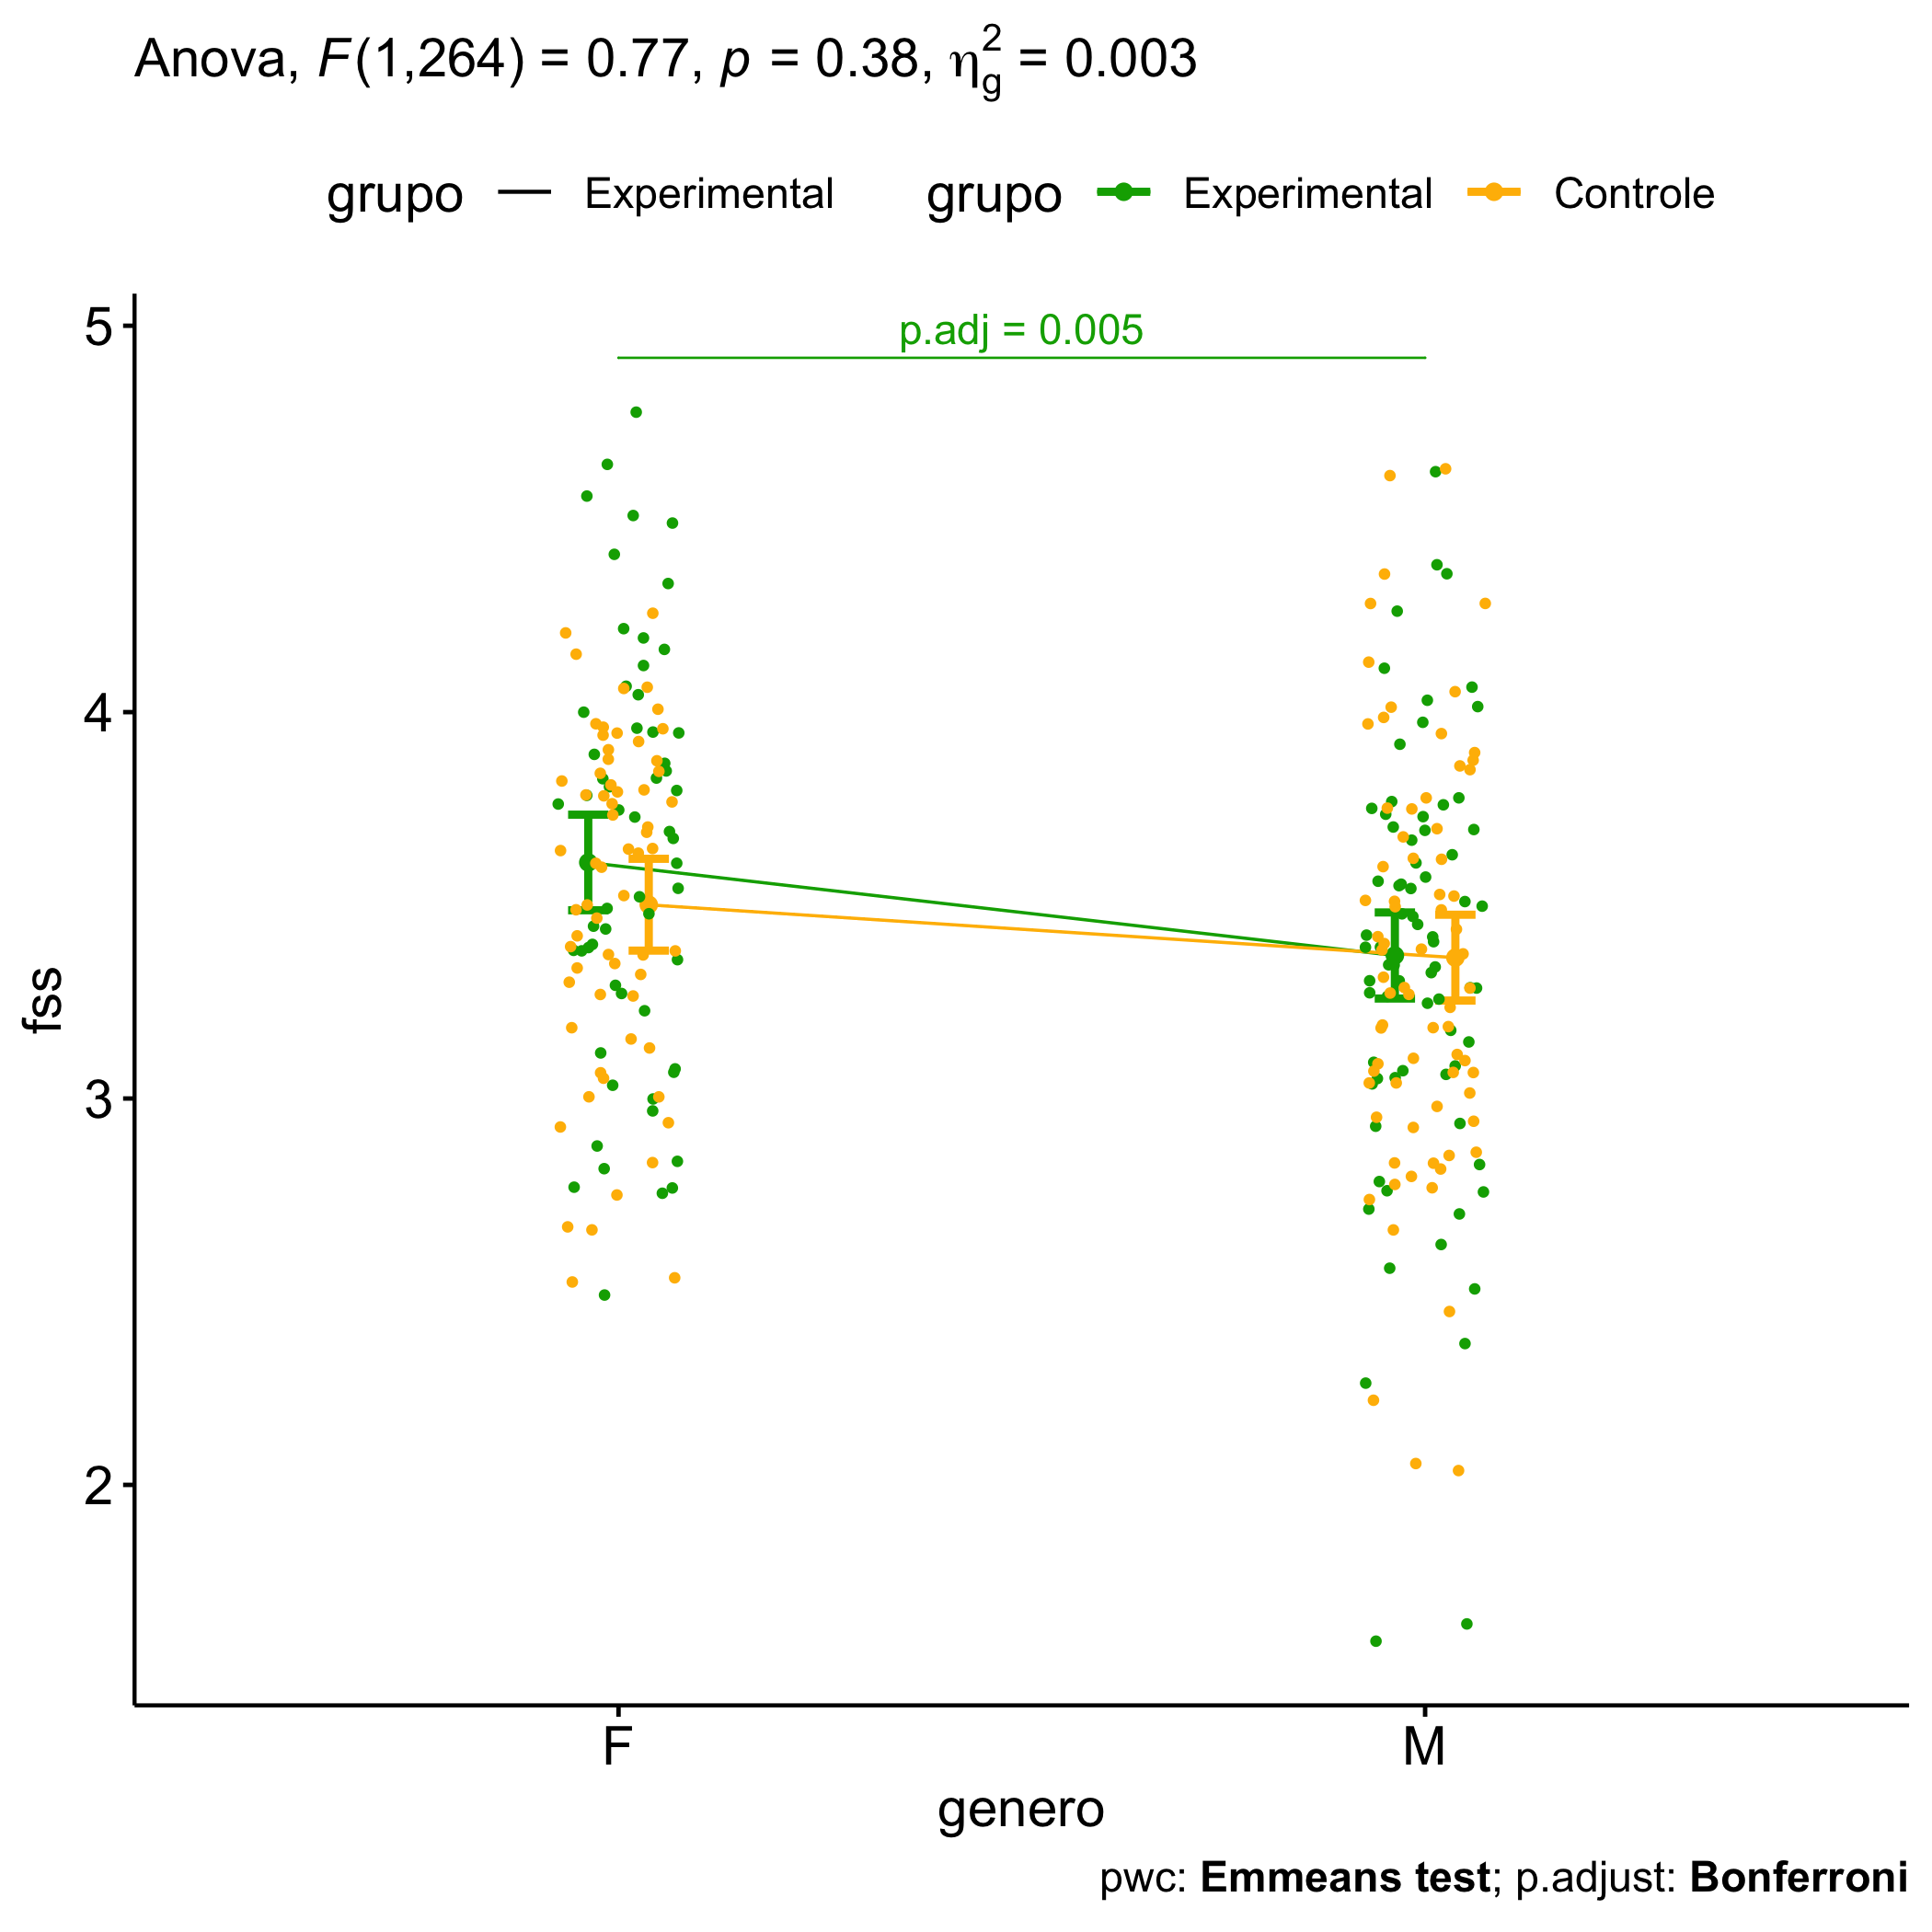 Anova, F(1,264) = 0.77, p = 0.38, η²g = 0.003
grupo Experimental grupo Experimental Controle
5
p.adj = 0.005
4
3
2
fss
F M
genero
pwc: Emmeans test; p.adjust: Bonferroni